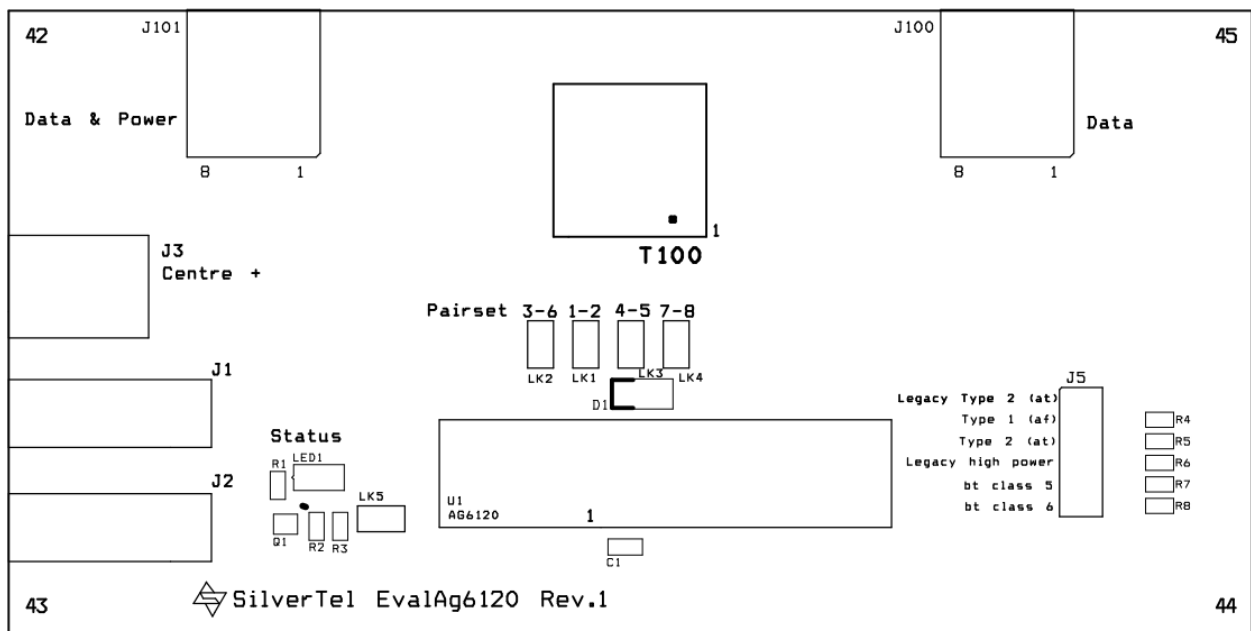 42
J101
J100
45
Data & Power
Data
8 1
8 1
1
T100
J3
Centre +
Pairset 3-6 1-2 4-5 7-8
LK2 LK1 LK3 LK4
D1
J1
J5
Legacy Type 2 (at)
Type 1 (af) R4
Type 2 (at) R5
Legacy high power R6
bt class 5 R7
bt class 6 R8
Status
R1 LED1
J2
LK5
U1
AG6120
1
Q1 R2 R3
C1
43
SilverTel EvalAg6120 Rev.1
44